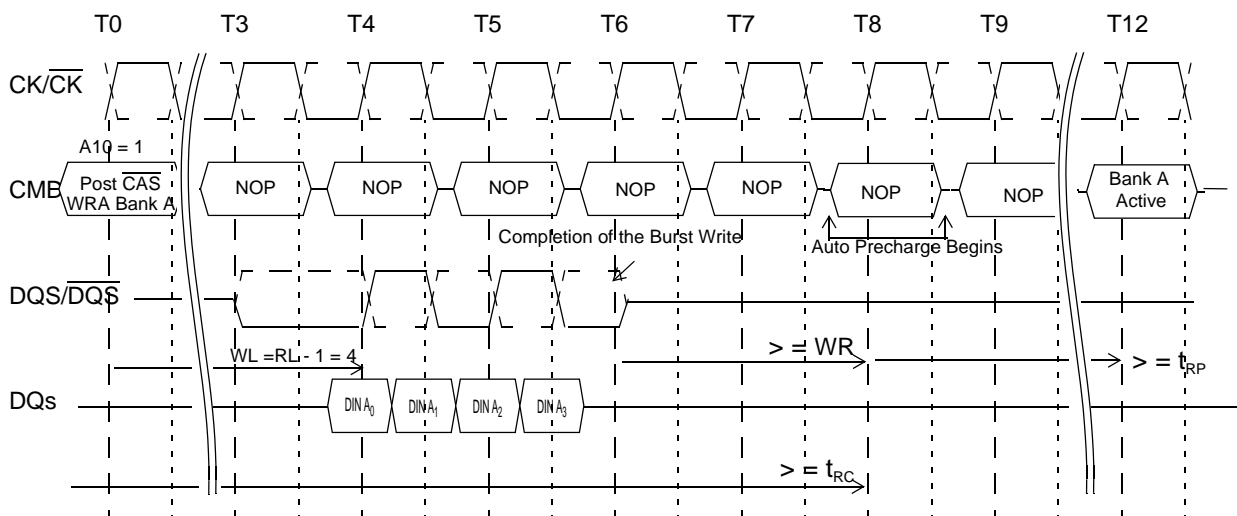 T0 T3 T4 T5 T6 T7 T8 T9 T12
CK/CK
A10 = 1
CMD Post CAS WRA Bank A NOP NOP NOP NOP NOP NOP NOP Bank A Active
Completion of the Burst Write
Auto Precharge Begins
DQS/DQS
WL =RL - 1 = 4
> = WR
> = tRP
DQs DIN A0 DIN A1 DIN A2 DIN A3
> = tRC